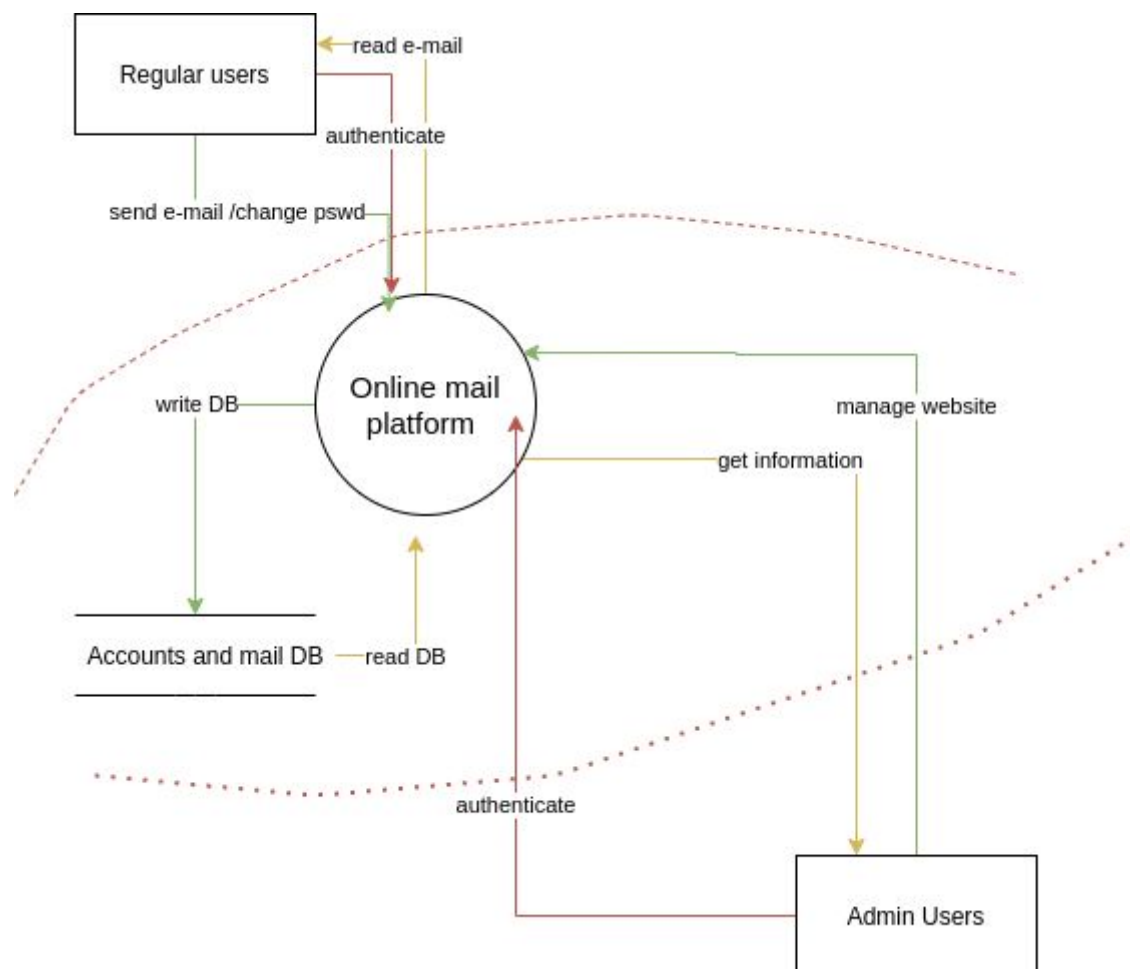 read e-mail
Regular users
authenticate
send e-mail /change pswd
Online mail
platform
write DB
manage website
get information
Accounts and mail DB
read DB
authenticate
Admin Users